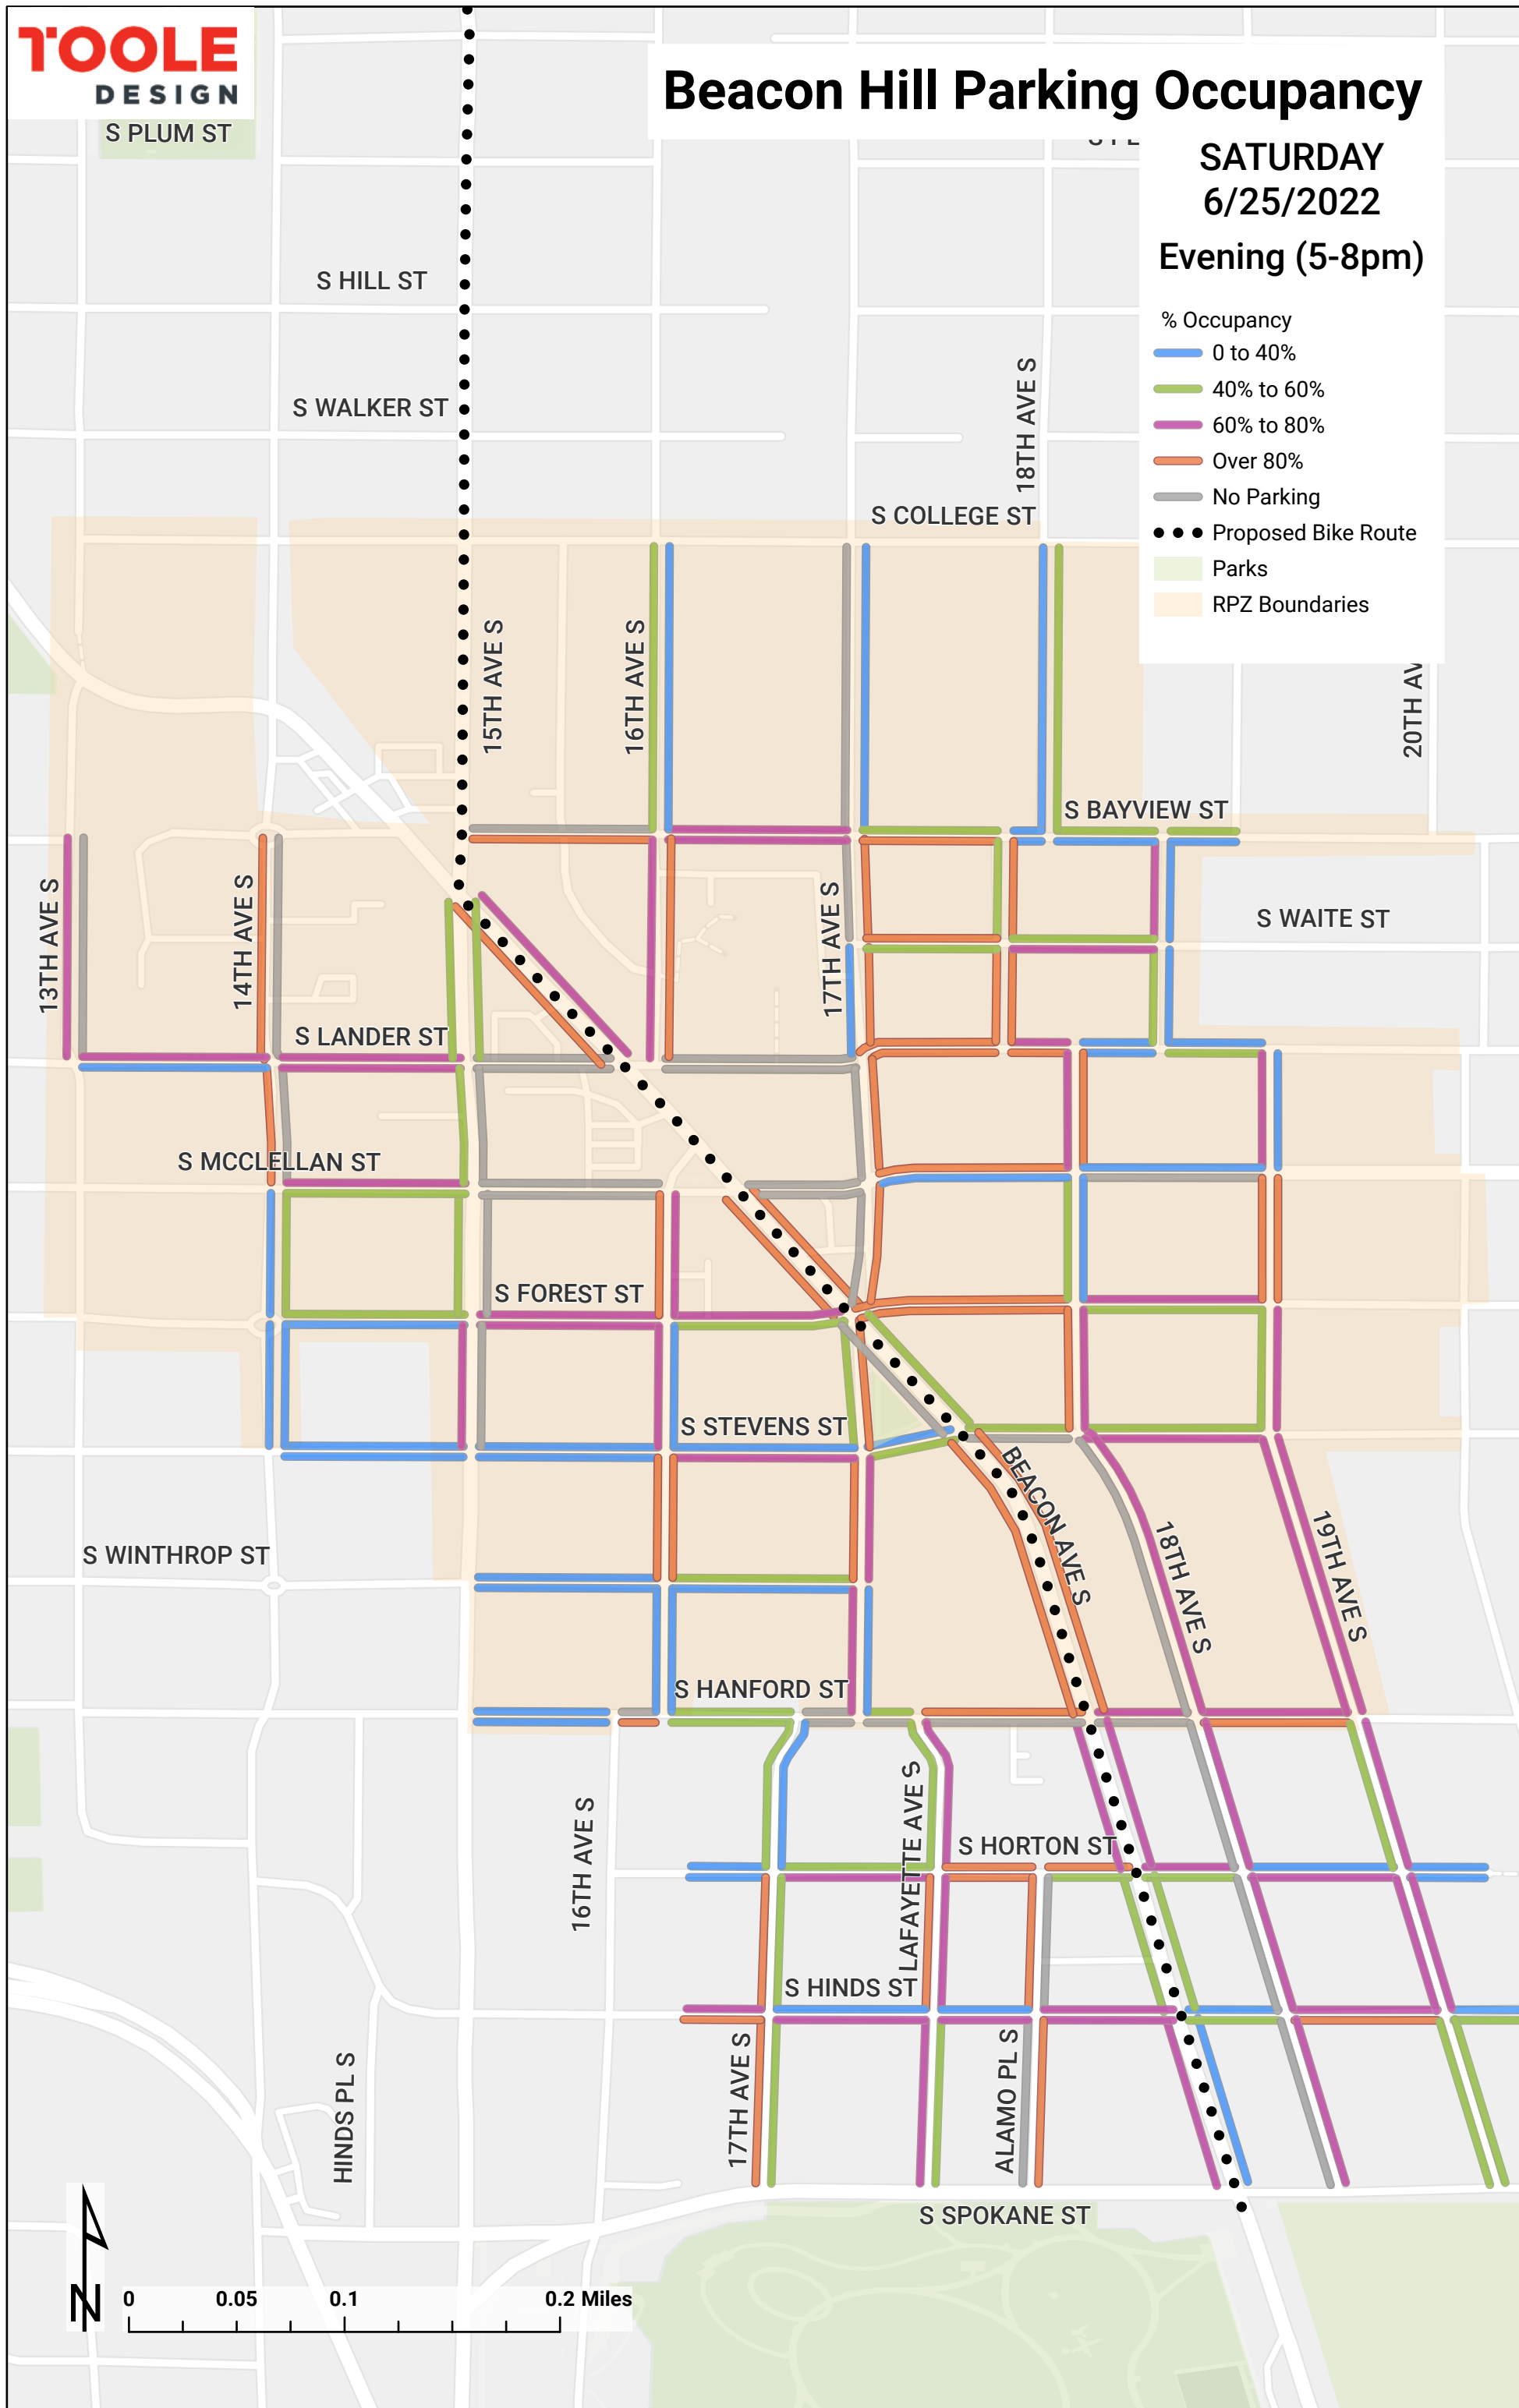 TOOLE
DESIGN
Beacon Hill Parking Occupancy
SATURDAY
6/25/2022
Evening (5-8pm)
% Occupancy
0 to 40%
40% to 60%
60% to 80%
Over 80%
No Parking
Proposed Bike Route
Parks
RPZ Boundaries
S PLUM ST
S HILL ST
S WALKER ST
18TH AVE S
S COLLEGE ST
15TH AVE S
16TH AVE S
20TH AV
S BAYVIEW ST
13TH AVE S
14TH AVE S
17TH AVE S
S WAITE ST
S LANDER ST
S MCCLELLAN ST
S FOREST ST
S STEVENS ST
BEACON AVE S
18TH AVE S
19TH AVE S
S WINTHROP ST
S HANFORD ST
16TH AVE S
LAFAYETTE AVE S
S HORTON ST
S HINDS ST
HINDS PL S
17TH AVE S
ALAMO PL S
S SPOKANE ST
N
0 0.05 0.1 0.2 Miles